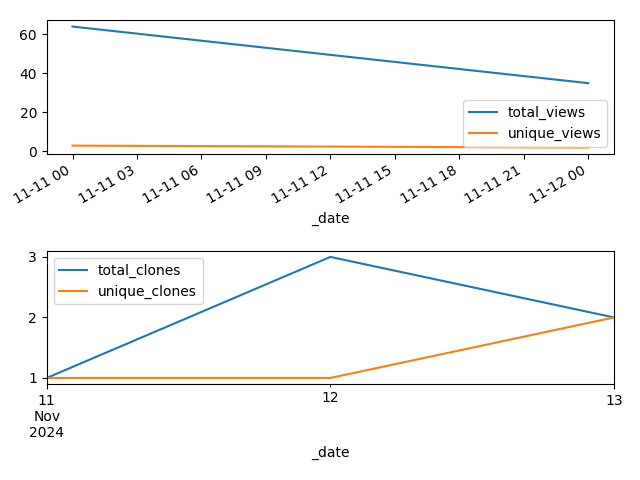 60
40
20
0
total_views
unique_views
11-11 00
11-11 03
11-11 06
11-11 09
11-11 12
11-11 15
11-11 18
11-11 21
11-12 00
_date
3
2
1
total_clones
unique_clones
11
Nov
2024
12
13
_date